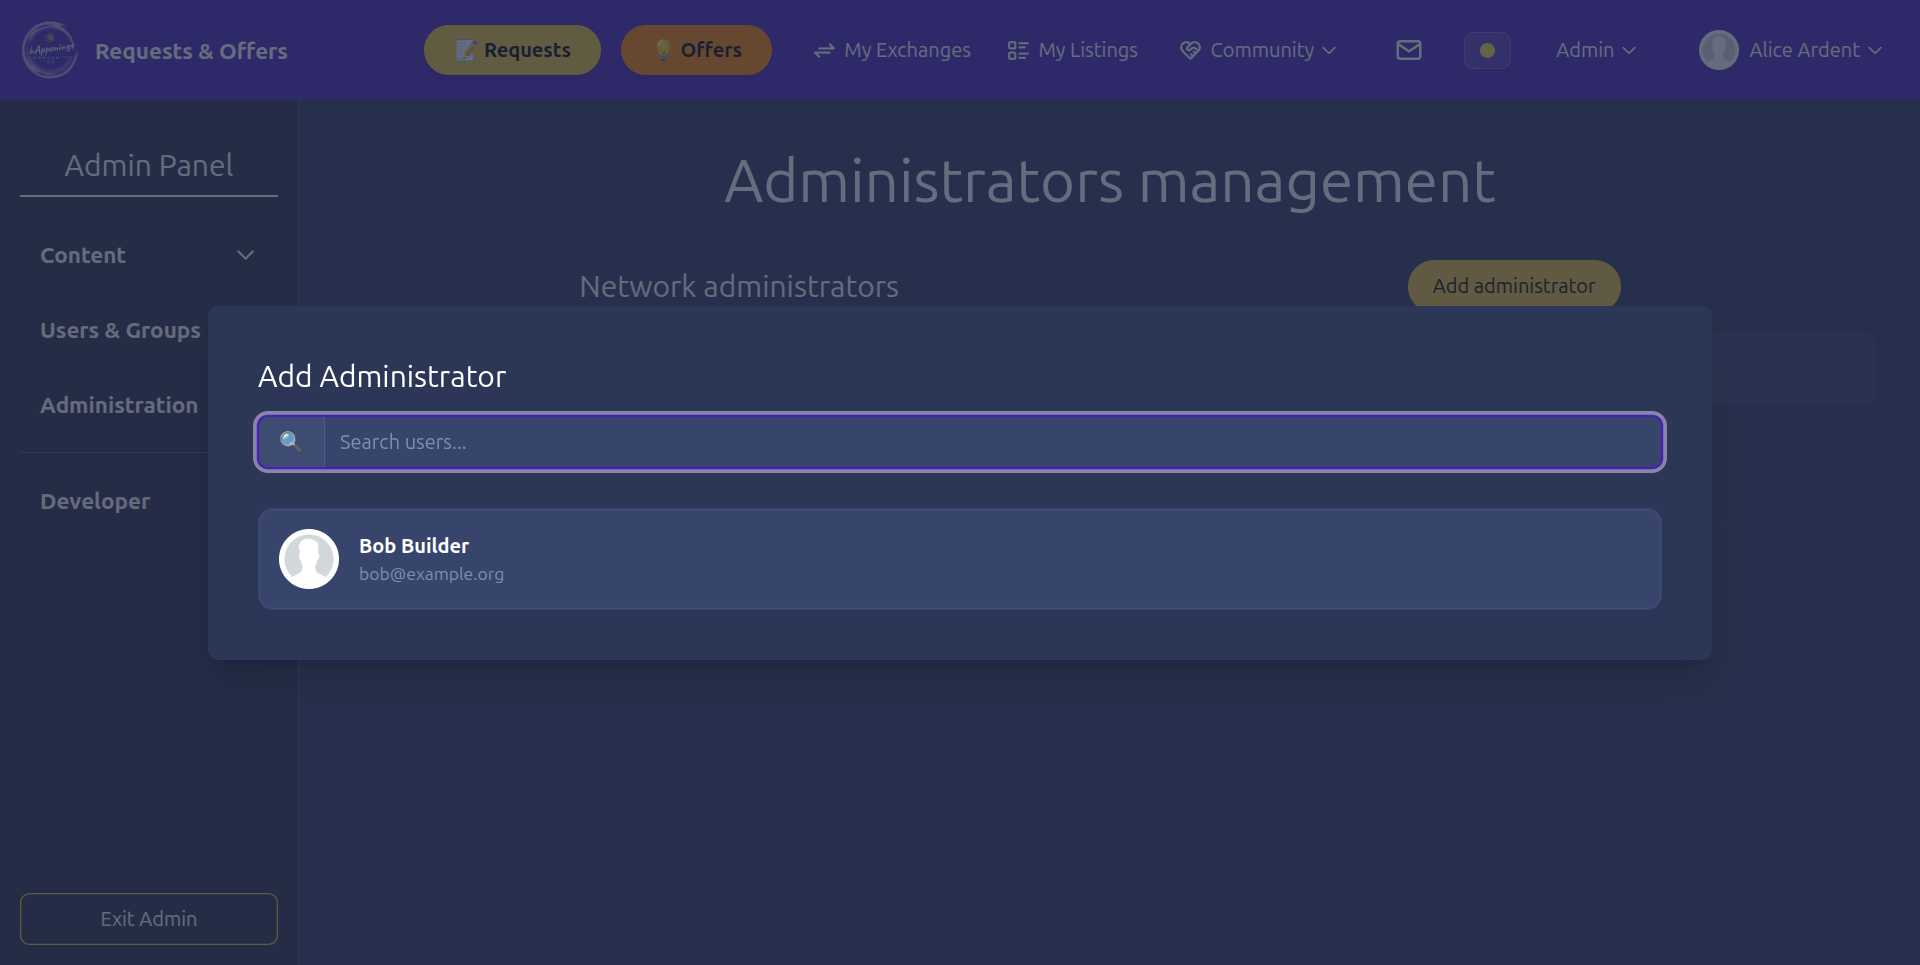 hAppenings
Requests & Offers
Requests
Offers
My Exchanges
My Listings
Community
Admin
Alice Ardent
Admin Panel
Content
Users & Groups
Administration
Developer
Exit Admin
Administrators management
Network administrators
Add administrator
Add Administrator
Search users...
Bob Builder
bob@example.org